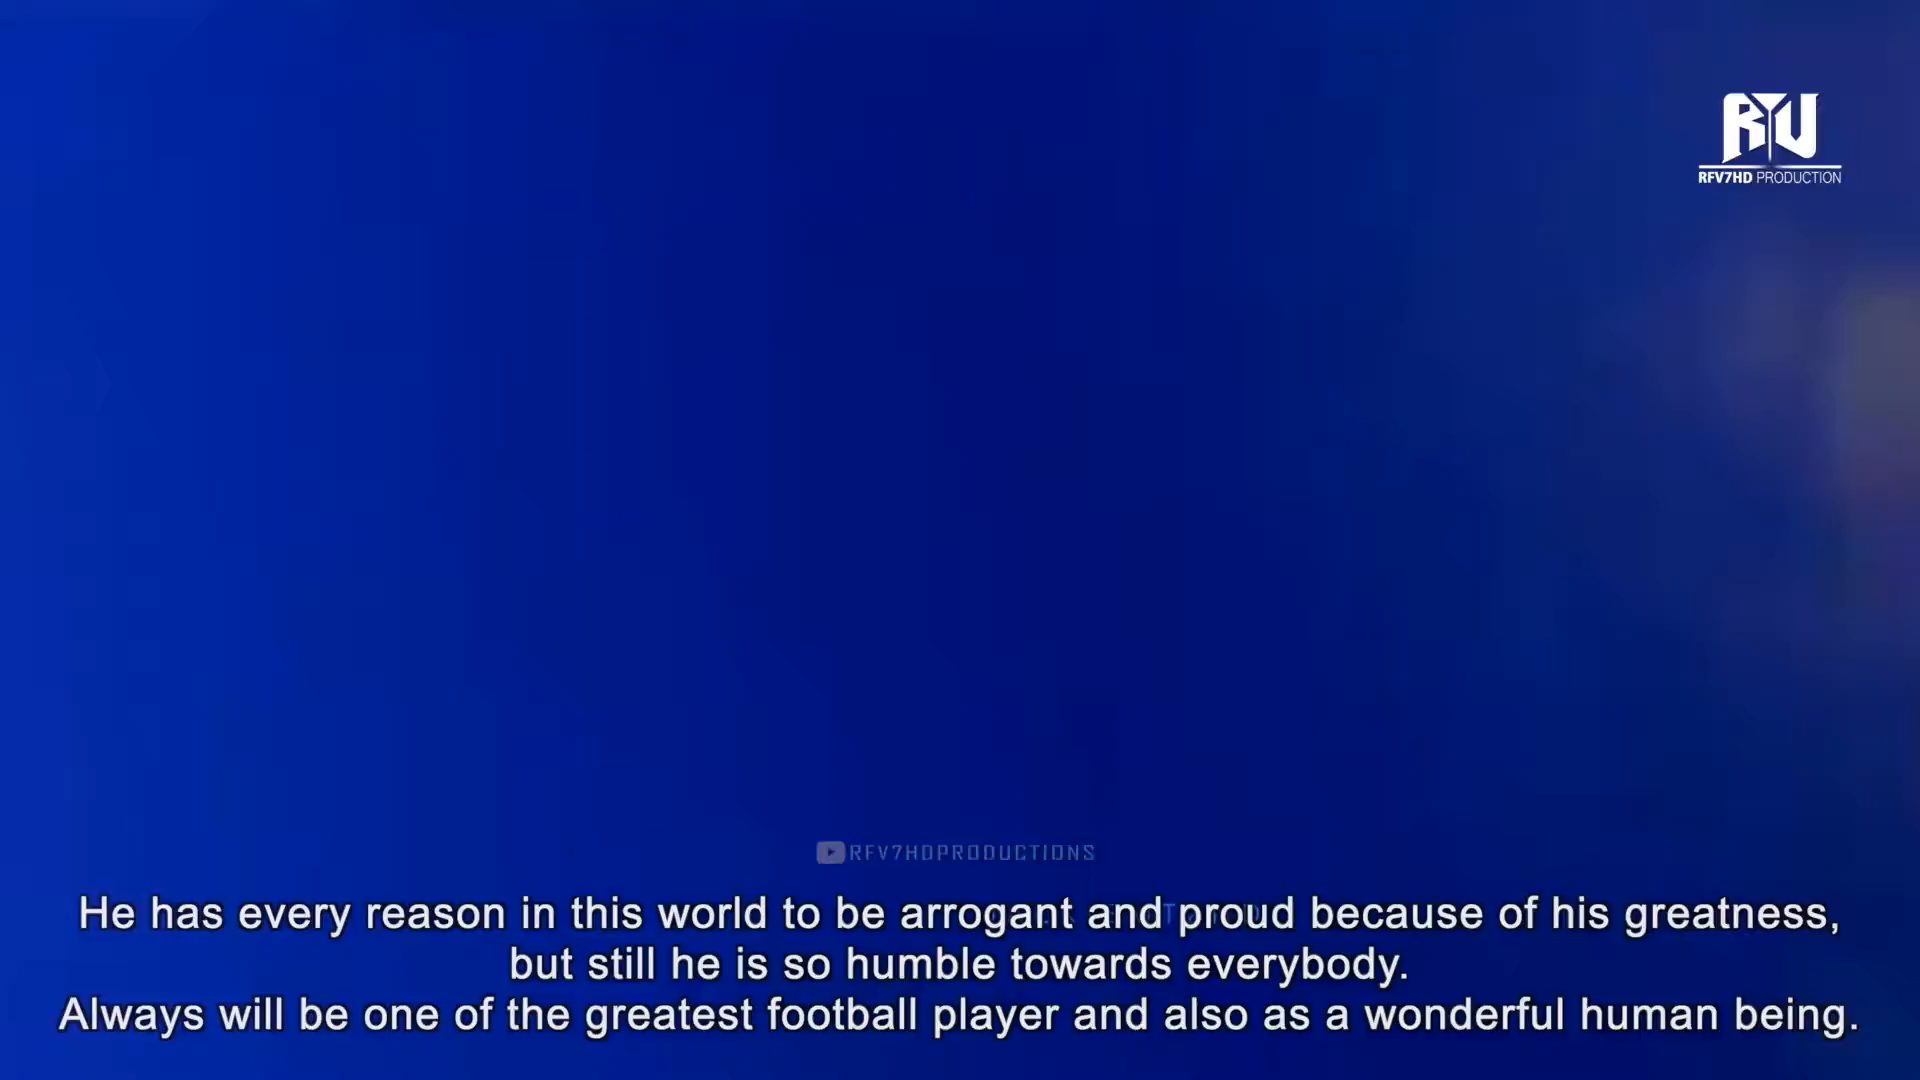 RTU
RFV7HD PRODUCTION
RFV7HDPRODUCTIONS
He has every reason in this world to be arrogant and proud because of his greatness,
but still he is so humble towards everybody.
Always will be one of the greatest football player and also as a wonderful human being.